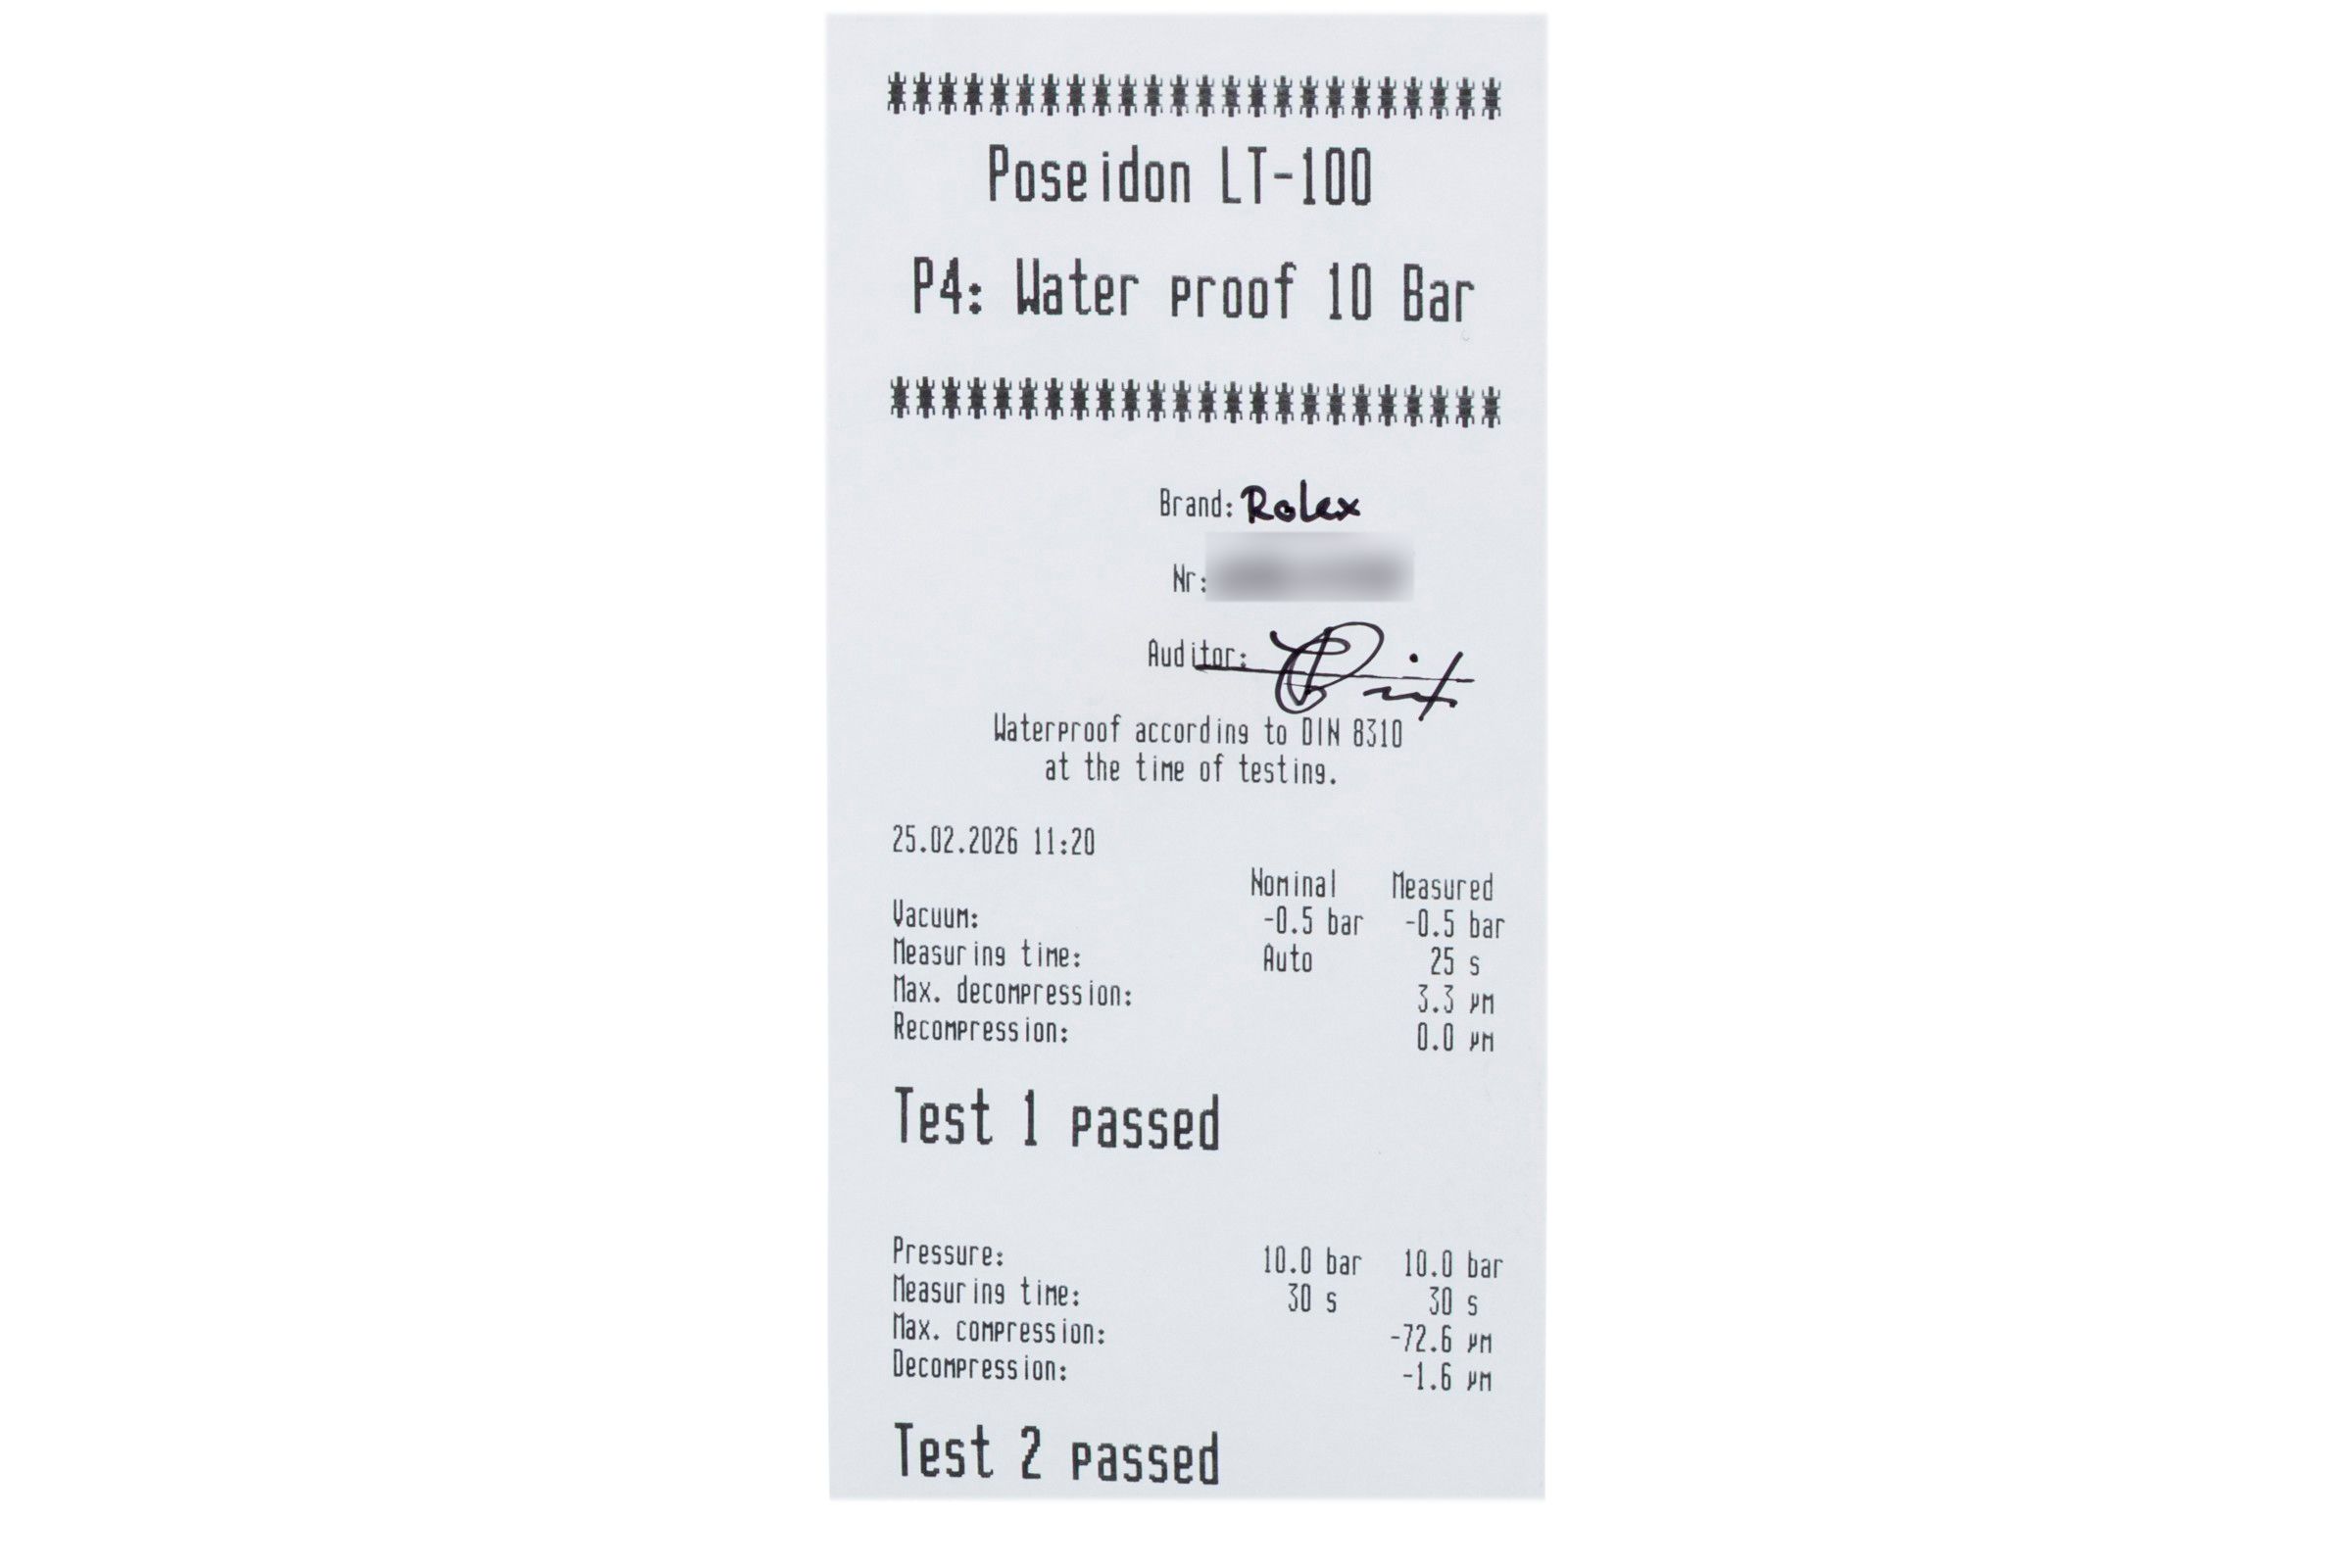 Poseidon LT-100
P4: Water proof 10 Bar
Brand: Rolex
Nr:
Auditor:
Waterproof according to DIN 8310
at the time of testing.
25.02.2026 11:20
Nominal Measured
Vacuum: -0.5 bar -0.5 bar
Measuring time: Auto 25 s
Max. decompression: 3.3 µm
Recompression: 0.0 µm
Test 1 passed
Pressure: 10.0 bar 10.0 bar
Measuring time: 30 s 30 s
Max. compression: -72.6 µm
Decompression: -1.6 µm
Test 2 passed